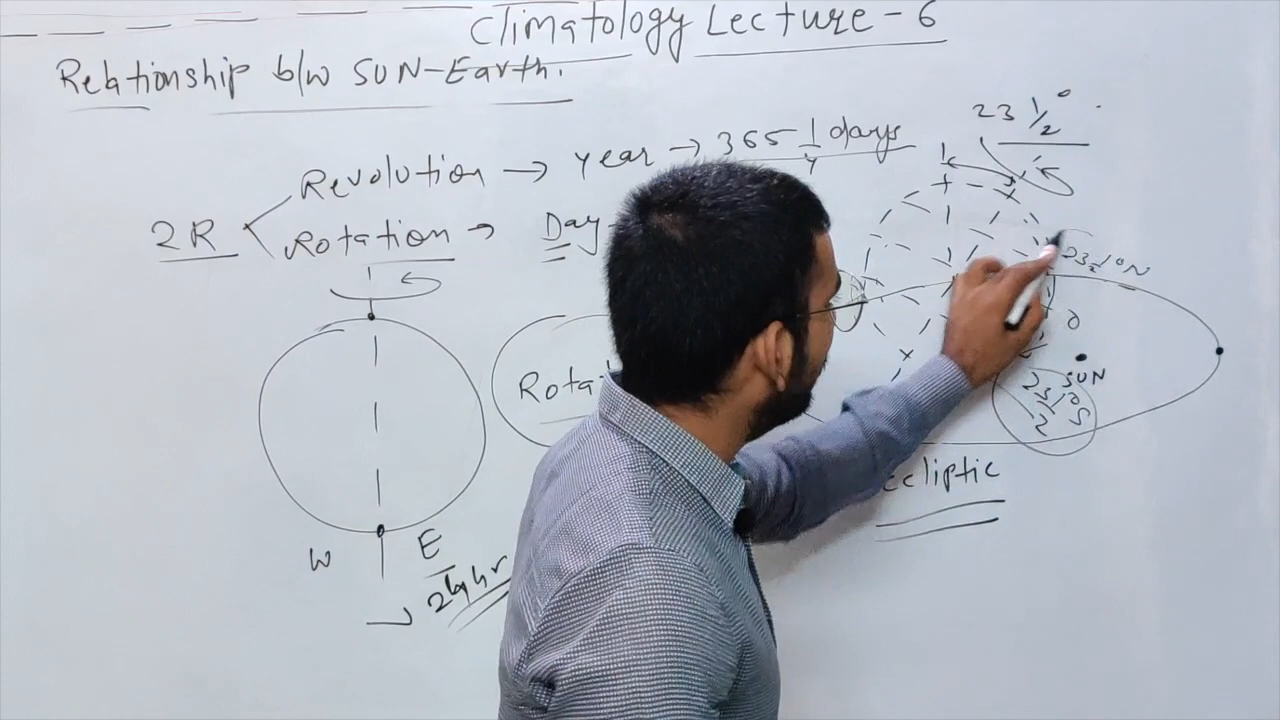 Climatology Lecture - 6
Relationship b/w SUN-Earth.
23 1/2°
Revolution → year → 365 1/4 days
2R
Rotation → Day
23 1/2° N
0
SUN
Rota
23 1/2° S
ecliptic
W E
24 hr